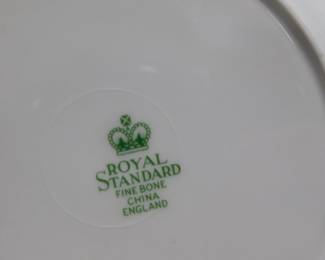 ROYAL
STANDARD
FINE BONE
CHINA
ENGLAND